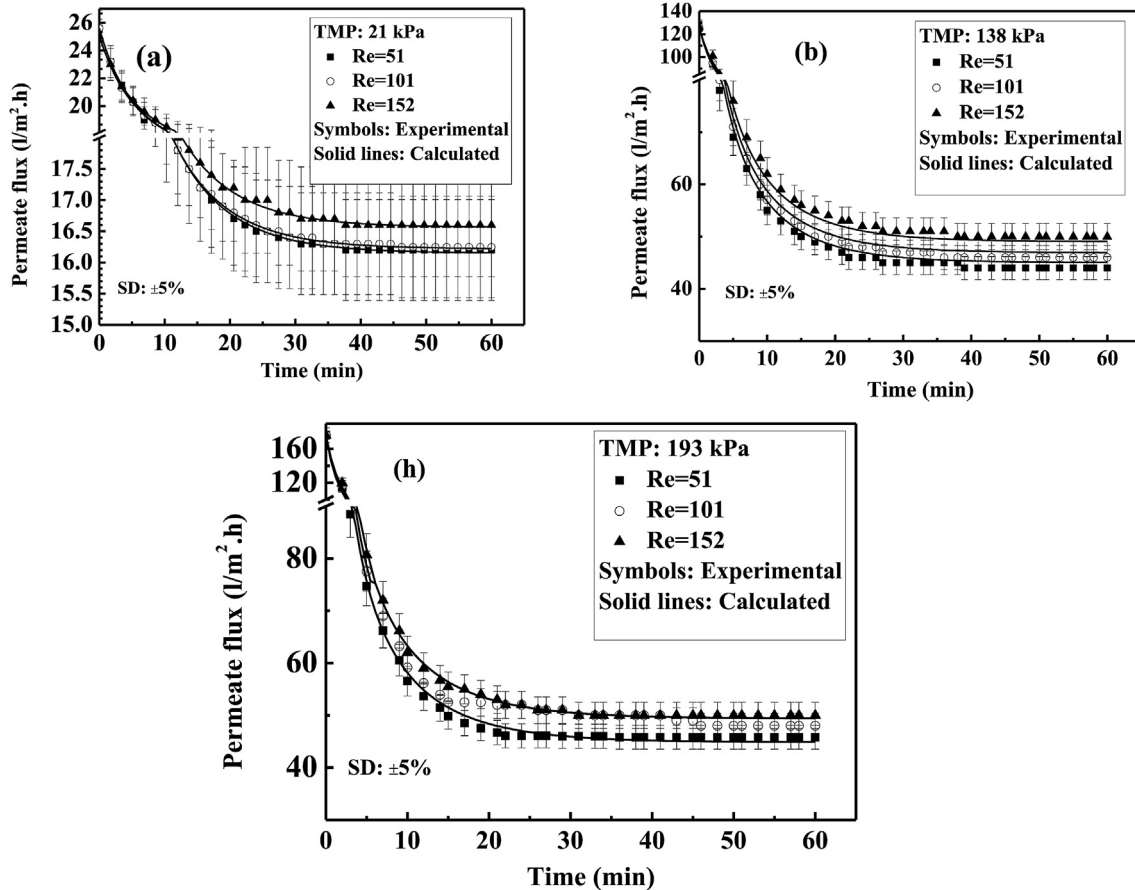 (a)
TMP: 21 kPa
Re=51
Re=101
Re=152
Symbols: Experimental
Solid lines: Calculated
SD: ±5%
Permeate flux (l/m².h)
26
24
22
20
18
17.5
17.0
16.5
16.0
15.5
15.0
0 10 20 30 40 50 60
Time (min)
(b)
TMP: 138 kPa
Re=51
Re=101
Re=152
Symbols: Experimental
Solid lines: Calculated
SD: ±5%
Permeate flux (l/m².h)
140
120
100
60
40
0 10 20 30 40 50 60
Time (min)
(h)
TMP: 193 kPa
Re=51
Re=101
Re=152
Symbols: Experimental
Solid lines: Calculated
SD: ±5%
Permeate flux (l/m².h)
160
120
80
60
40
0 10 20 30 40 50 60
Time (min)